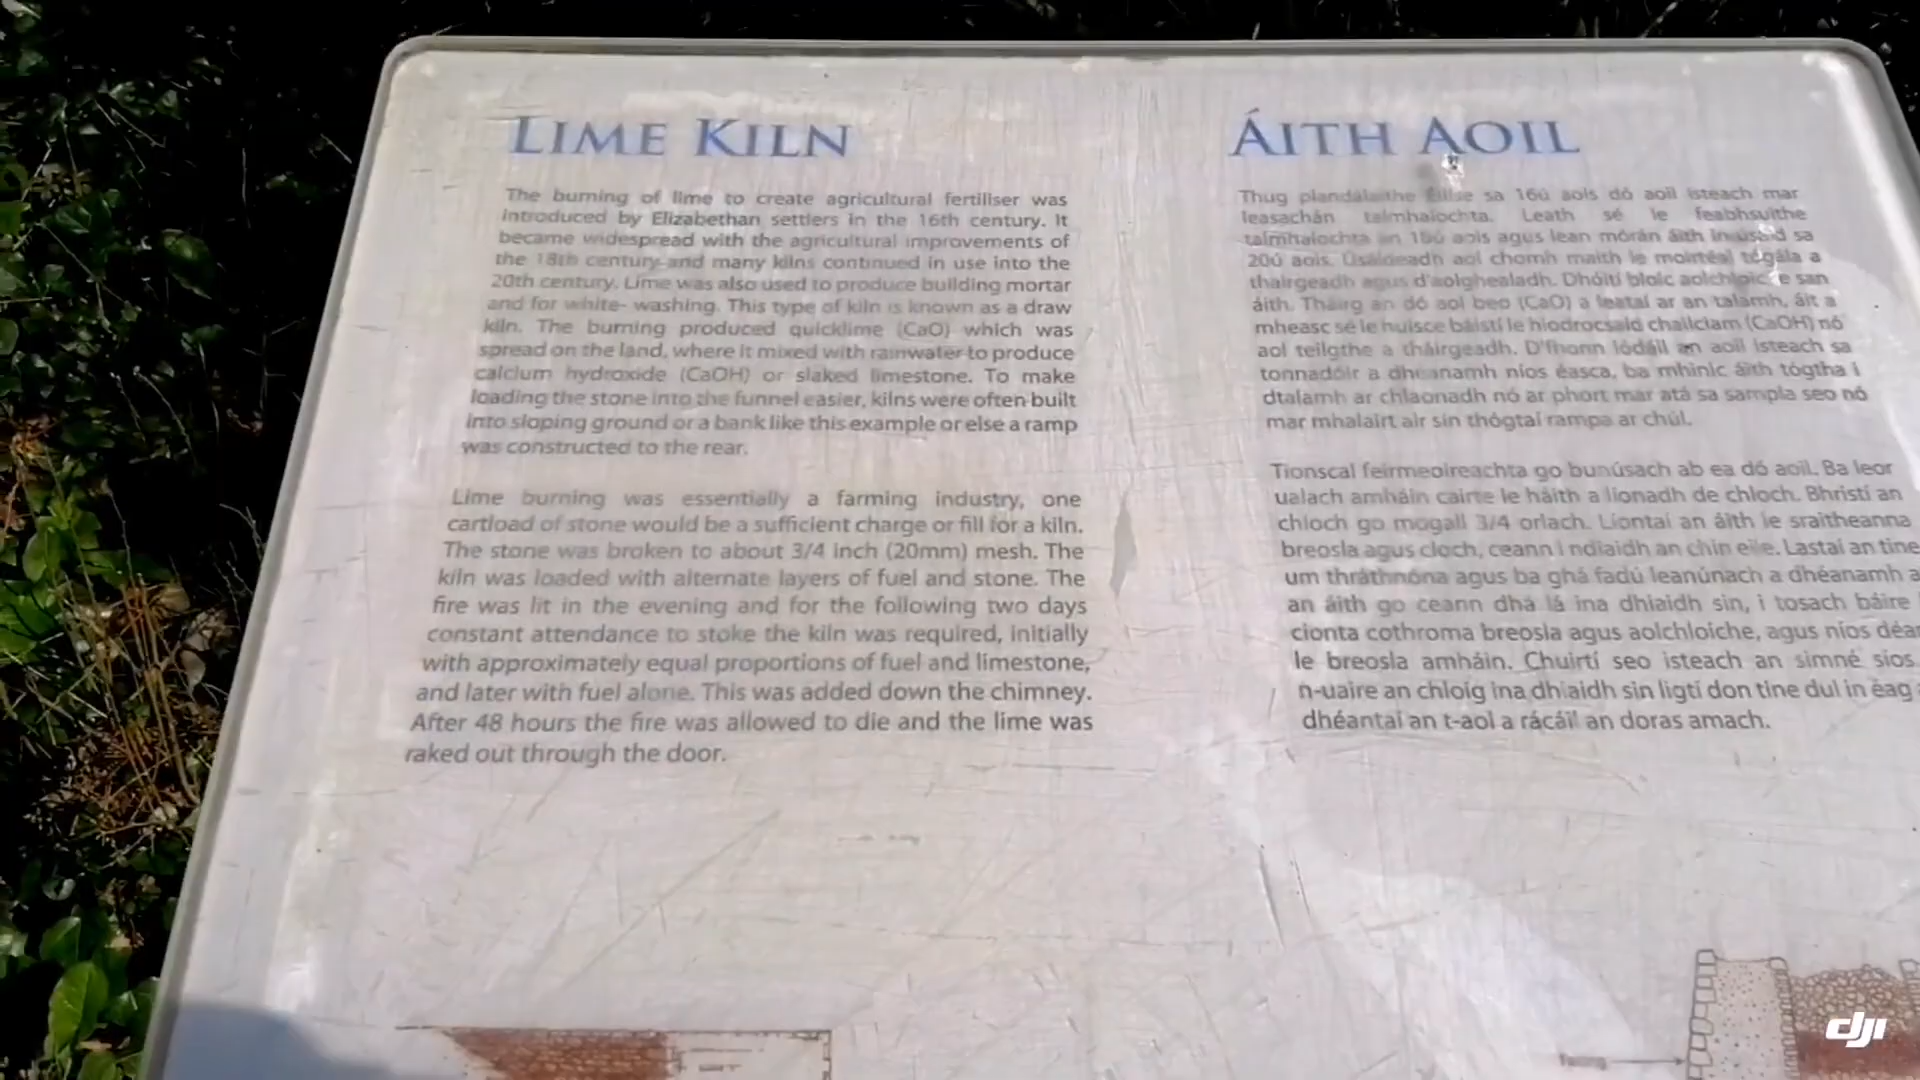 LIME KILN
The burning of lime to create agricultural fertiliser was
introduced by Elizabethan settlers in the 16th century. It
became widespread with the agricultural improvements of
the 18th century and many kilns continued in use into the
20th century. Lime was also used to produce building mortar
and for white- washing. This type of kiln is known as a draw
kiln. The burning produced quicklime (CaO) which was
spread on the land, where it mixed with rainwater to produce
calcium hydroxide (CaOH) or slaked limestone. To make
loading the stone into the funnel easier, kilns were often built
into sloping ground or a bank like this example or else a ramp
was constructed to the rear.
Lime burning was essentially a farming industry, one
cartload of stone would be a sufficient charge or fill for a kiln.
The stone was broken to about 3/4 inch (20mm) mesh. The
kiln was loaded with alternate layers of fuel and stone. The
fire was lit in the evening and for the following two days
constant attendance to stoke the kiln was required, initially
with approximately equal proportions of fuel and limestone,
and later with fuel alone. This was added down the chimney.
After 48 hours the fire was allowed to die and the lime was
raked out through the door.
ÁITH AOIL
Thug plandálaithe sa 16ú aois dó aoil isteach mar
leasachán talmhaíochta. Leath sé le feabhsuithe
talmhaíochta an 18ú aois agus lean mórán áith in úsáid sa
20ú aois. Úsáideadh aol chomh maith le moirtéal tógála a
tháirgeadh agus d'aolghealadh. Dhóití bloic aolchloiche san
áith. Tháirg an dó aol beo (CaO) a leataí ar an talamh, áit a
mheasc sé le huisce báistí le hiodrocsaíd chailciam (CaOH) nó
aol teilgthe a tháirgeadh. D'fhonn lódáil an aoil isteach sa
tonnadóir a dhéanamh níos éasca, ba mhinic áith tógtha i
dtalamh ar chlaonadh nó ar phort mar atá sa sampla seo nó
mar mhalairt air sin thógtaí rampa ar chúl.
Tionscal feirmeoireachta go bunúsach ab ea dó aoil. Ba leor
ualach amháin cairte le háith a líonadh de chloch. Bhristí an
chloch go mogall 3/4 orlach. Líontaí an áith le sraitheanna
breosla agus cloch, ceann i ndiaidh an chin eile. Lastaí an tine
um thráthnóna agus ba ghá fadú leanúnach a dhéanamh a
an áith go ceann dhá lá ina dhiaidh sin, i tosach báire
cionta cothroma breosla agus aolchloiche, agus níos déa
le breosla amháin. Chuirtí seo isteach an simné síos.
n-uaire an chloig ina dhiaidh sin ligtí don tine dul in éag
dhéantaí an t-aol a rácáil an doras amach.
dji